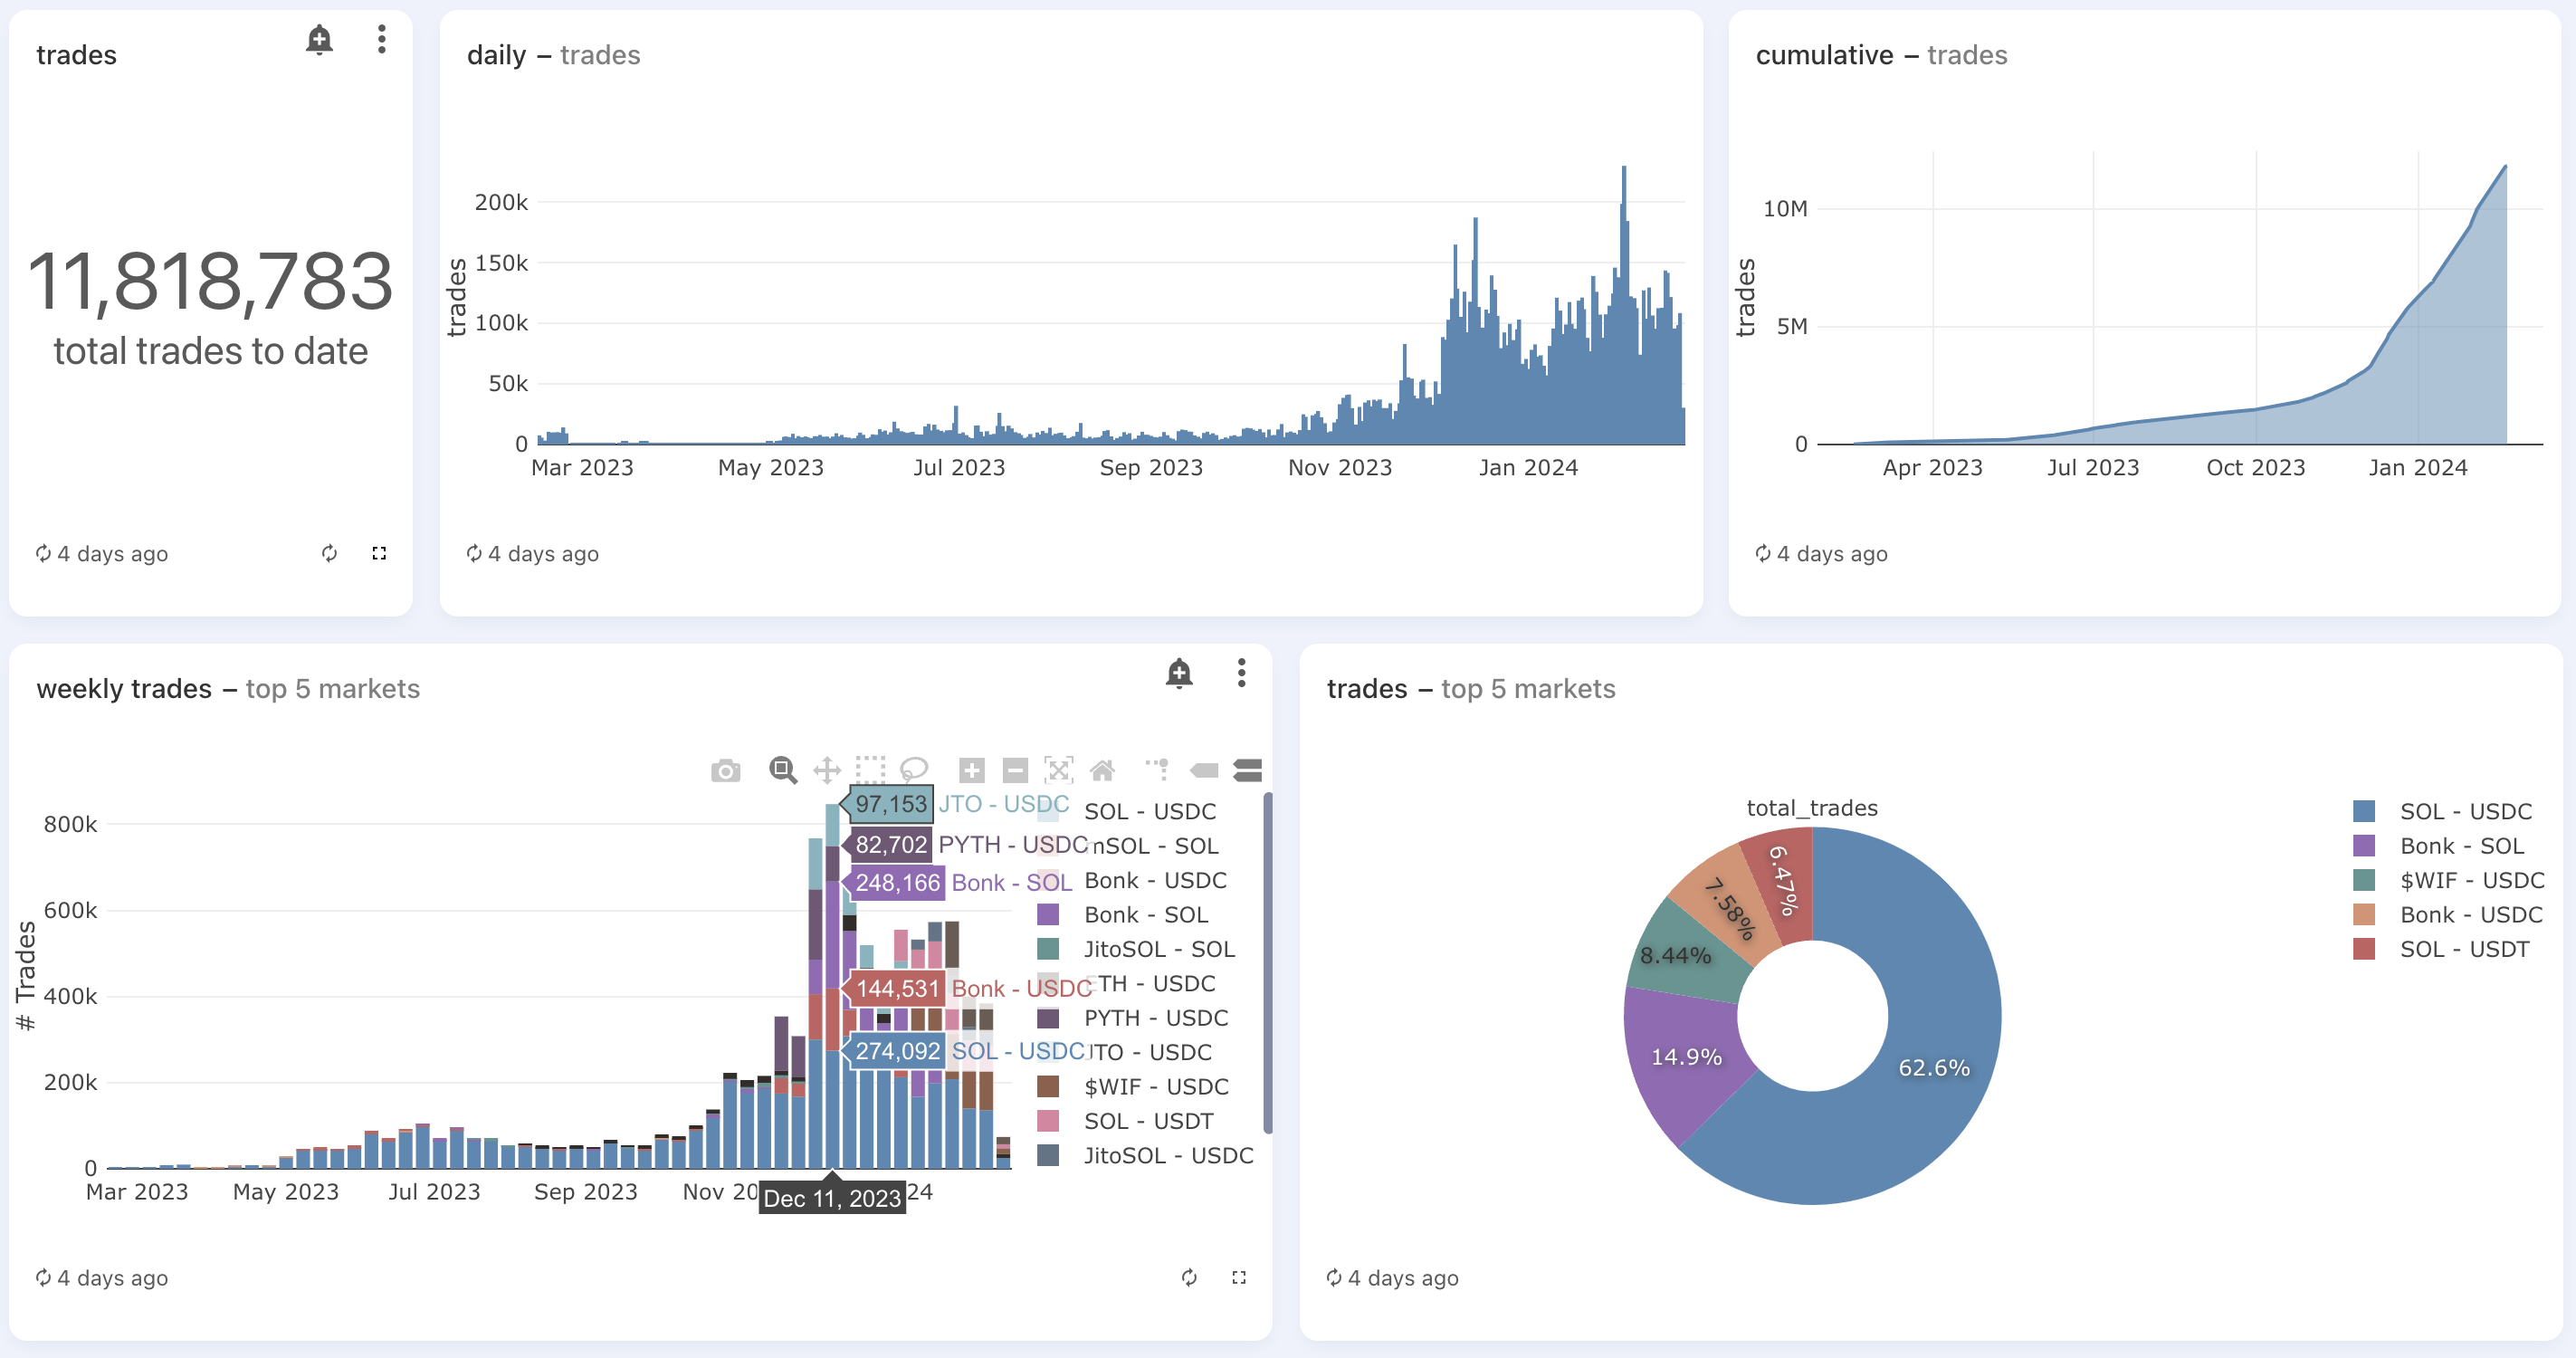 trades
11,818,783
total trades to date
4 days ago
daily – trades
trades
200k
150k
100k
50k
0
Mar 2023 May 2023 Jul 2023 Sep 2023 Nov 2023 Jan 2024
4 days ago
cumulative – trades
trades
10M
5M
0
Apr 2023 Jul 2023 Oct 2023 Jan 2024
4 days ago
weekly trades – top 5 markets
# Trades
800k
600k
400k
200k
0
97,153 JTO - USDC
82,702 PYTH - USDC
248,166 Bonk - SOL
144,531 Bonk - USDC
274,092 SOL - USDC
SOL - USDC
mSOL - SOL
Bonk - USDC
Bonk - SOL
JitoSOL - SOL
ETH - USDC
PYTH - USDC
JTO - USDC
$WIF - USDC
SOL - USDT
JitoSOL - USDC
Mar 2023 May 2023 Jul 2023 Sep 2023 Nov 20 24
Dec 11, 2023
4 days ago
trades – top 5 markets
total_trades
6.47%
7.58%
8.44%
14.9%
62.6%
SOL - USDC
Bonk - SOL
$WIF - USDC
Bonk - USDC
SOL - USDT
4 days ago